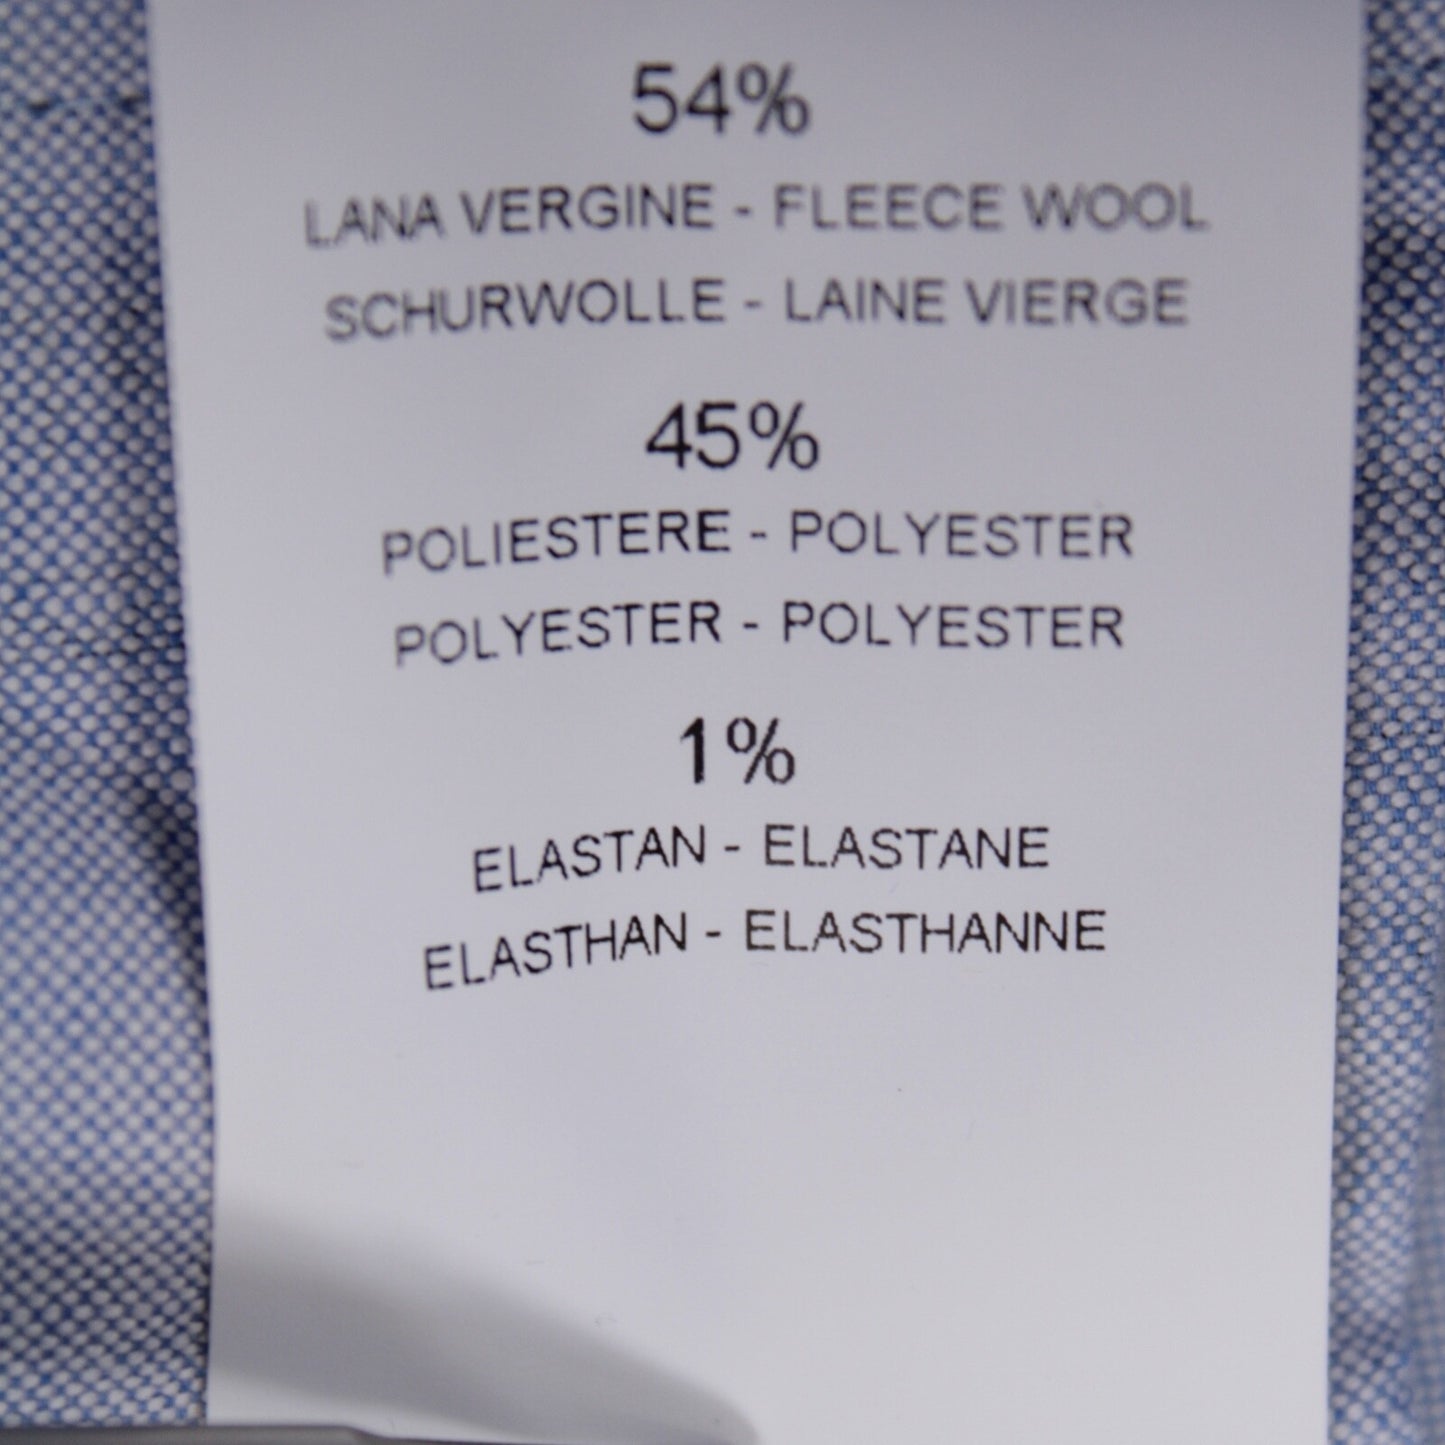 54%
LANA VERGINE - FLEECE WOOL
SCHURWOLLE - LAINE VIERGE
45%
POLIESTERE - POLYESTER
POLYESTER - POLYESTER
1%
ELASTAN - ELASTANE
ELASTHAN - ELASTHANNE